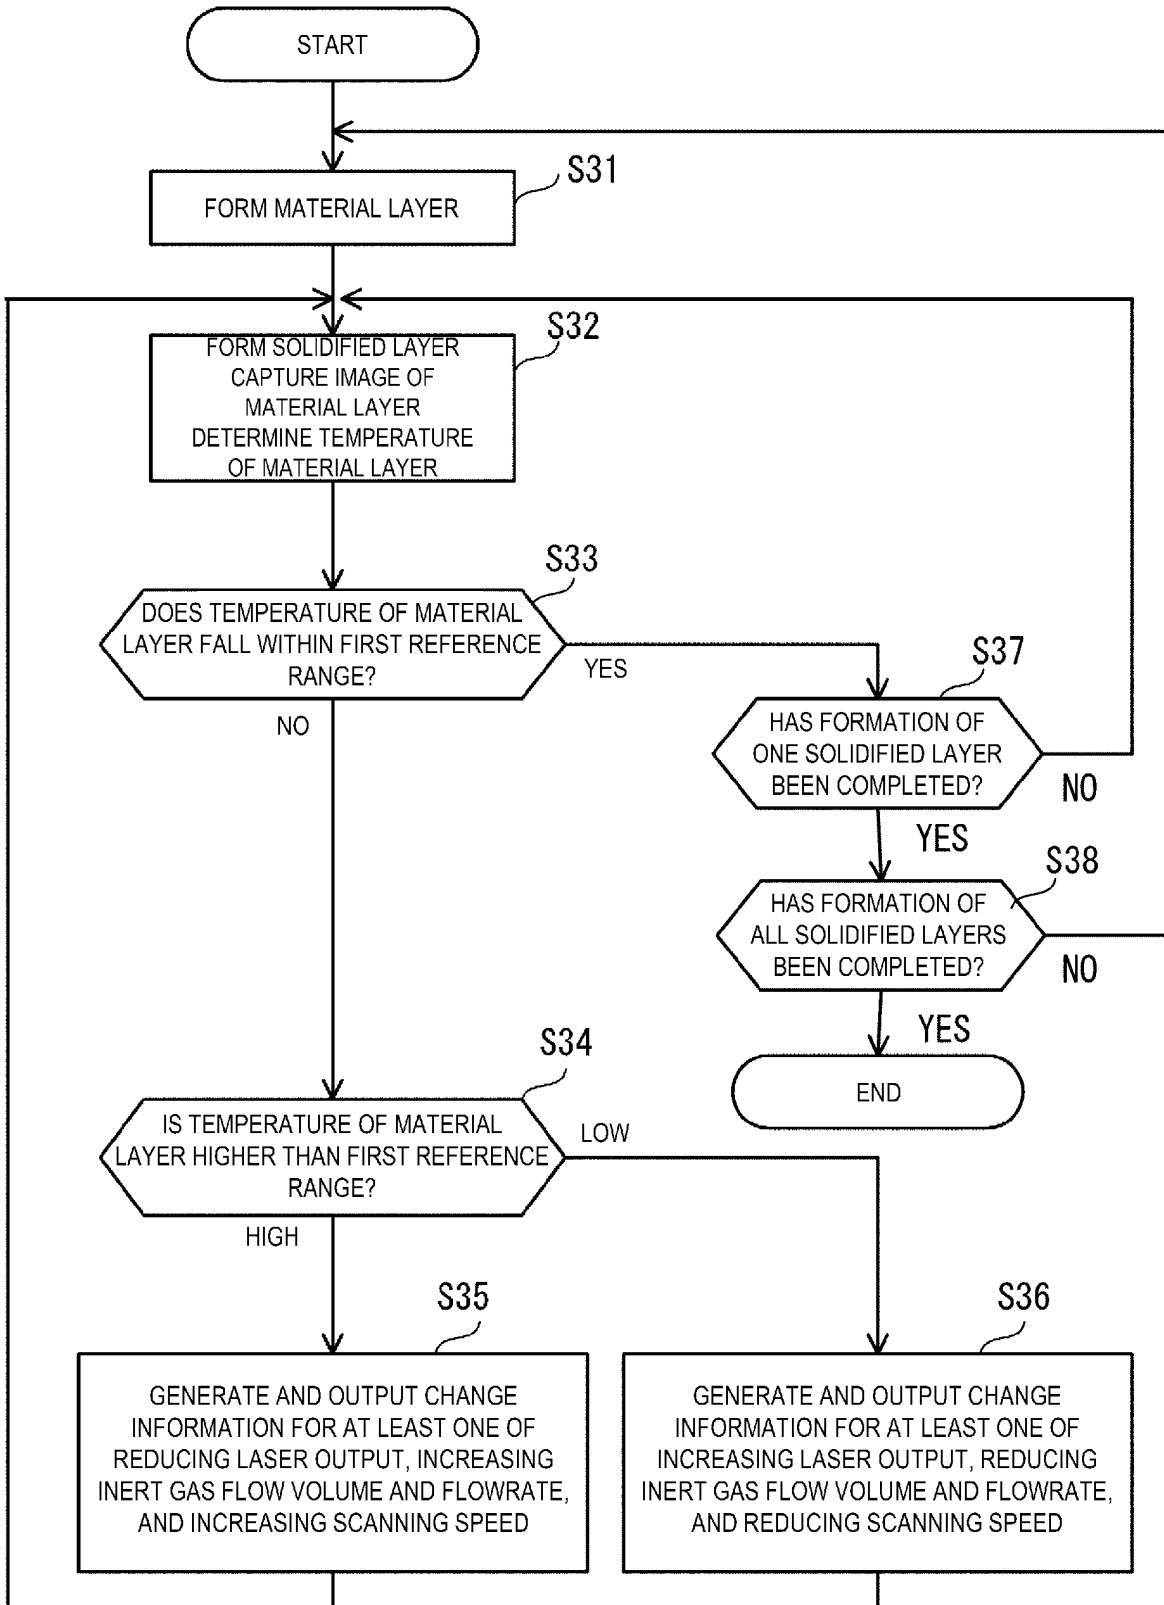 START
S31
FORM MATERIAL LAYER
S32
FORM SOLIDIFIED LAYER
CAPTURE IMAGE OF
MATERIAL LAYER
DETERMINE TEMPERATURE
OF MATERIAL LAYER
S33
DOES TEMPERATURE OF MATERIAL
LAYER FALL WITHIN FIRST REFERENCE
RANGE?
YES
NO
S37
HAS FORMATION OF
ONE SOLIDIFIED LAYER
BEEN COMPLETED?
NO
YES
S38
HAS FORMATION OF
ALL SOLIDIFIED LAYERS
BEEN COMPLETED?
NO
YES
END
S34
IS TEMPERATURE OF MATERIAL
LAYER HIGHER THAN FIRST REFERENCE
RANGE?
LOW
HIGH
S35
GENERATE AND OUTPUT CHANGE
INFORMATION FOR AT LEAST ONE OF
REDUCING LASER OUTPUT, INCREASING
INERT GAS FLOW VOLUME AND FLOWRATE,
AND INCREASING SCANNING SPEED
S36
GENERATE AND OUTPUT CHANGE
INFORMATION FOR AT LEAST ONE OF
INCREASING LASER OUTPUT, REDUCING
INERT GAS FLOW VOLUME AND FLOWRATE,
AND REDUCING SCANNING SPEED